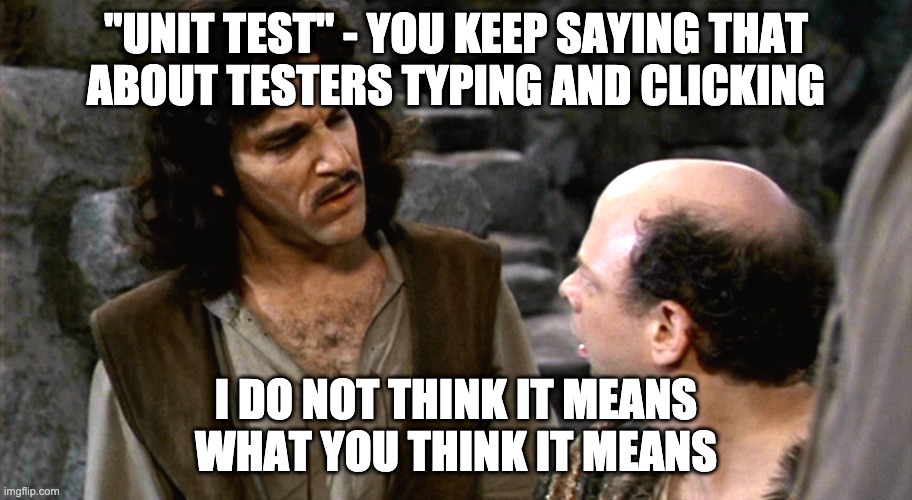 "UNIT TEST" - YOU KEEP SAYING THAT
ABOUT TESTERS TYPING AND CLICKING
I DO NOT THINK IT MEANS
WHAT YOU THINK IT MEANS
imgflip.com